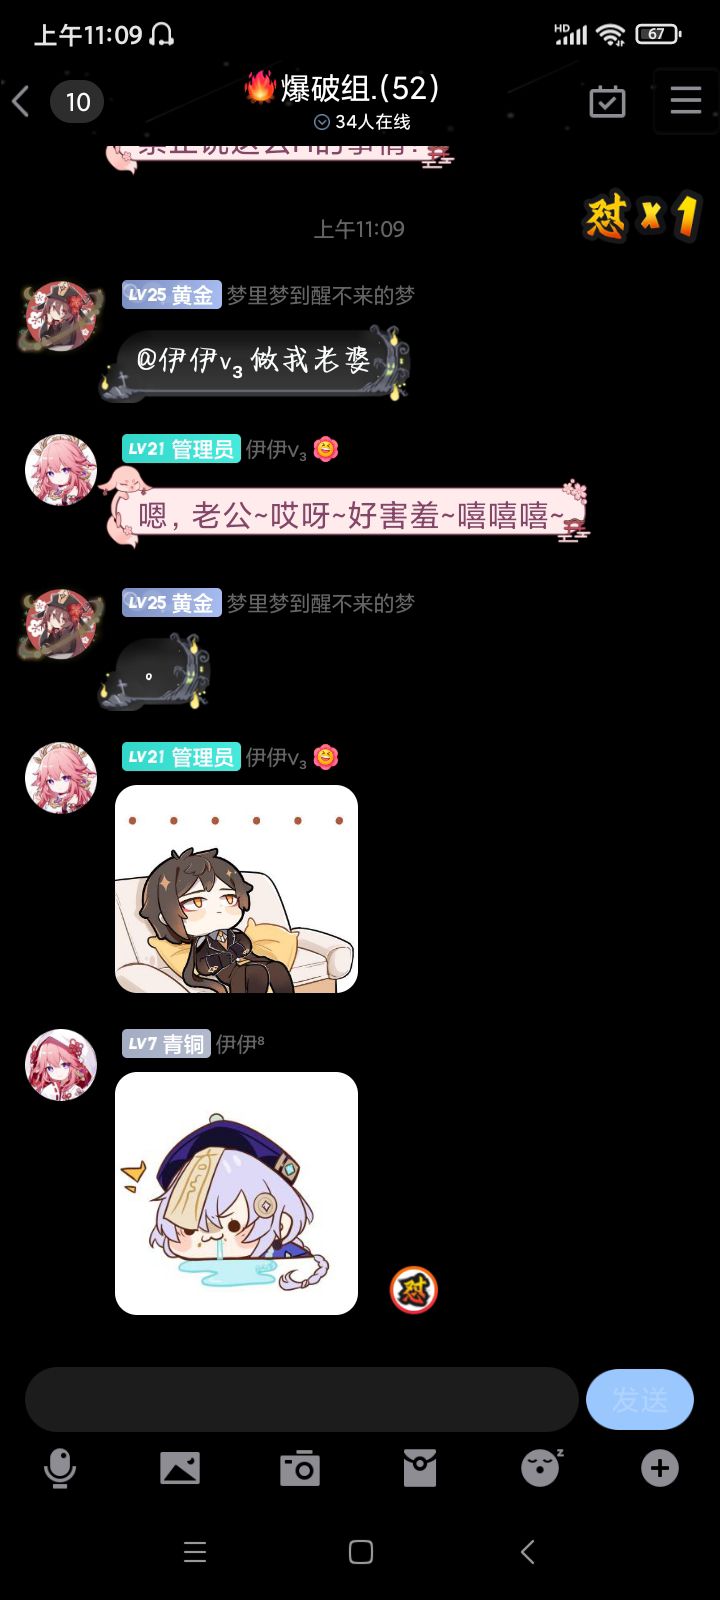 上午11:09
HD
67
10
爆破组.(52)
34人在线
禁止说这么H的事情!
上午11:09
怼 x 1
LV25 黄金 梦里梦到醒不来的梦
@伊伊v₃ 做我老婆
LV21 管理员 伊伊v₃
嗯, 老公~哎呀~好害羞~嘻嘻嘻~
LV25 黄金 梦里梦到醒不来的梦
。
LV21 管理员 伊伊v₃
LV7 青铜 伊伊⁸
怼
发送
z